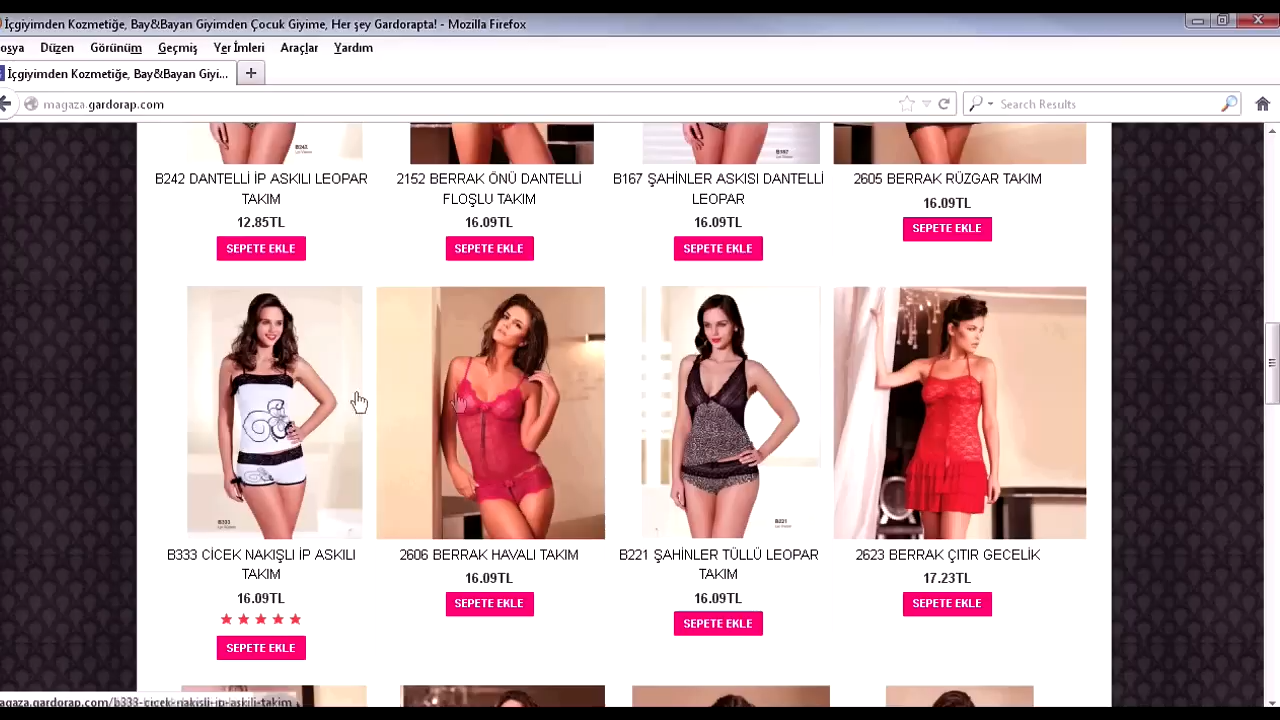 İçgiyimden Kozmetiğe, Bay&Bayan Giyimden Çocuk Giyime, Her şey Gardorapta! - Mozilla Firefox
osya Düzen Görünüm Geçmiş Yer İmleri Araçlar Yardım
İçgiyimden Kozmetiğe, Bay&Bayan Giyi...
magaza.gardorap.com
Search Results
B243
B187
B242 DANTELLİ İP ASKILI LEOPAR
TAKIM
12.85TL
SEPETE EKLE
2152 BERRAK ÖNÜ DANTELLİ
FLOŞLU TAKIM
16.09TL
SEPETE EKLE
B167 ŞAHİNLER ASKISI DANTELLİ
LEOPAR
16.09TL
SEPETE EKLE
2605 BERRAK RÜZGAR TAKIM
16.09TL
SEPETE EKLE
B333
B221
B333 CİCEK NAKIŞLI İP ASKILI
TAKIM
16.09TL
SEPETE EKLE
2606 BERRAK HAVALI TAKIM
16.09TL
SEPETE EKLE
B221 ŞAHİNLER TÜLLÜ LEOPAR
TAKIM
16.09TL
SEPETE EKLE
2623 BERRAK ÇITIR GECELİK
17.23TL
SEPETE EKLE
agaza.gardorap.com/b333-cicek-nakisli-ip-askili-takim